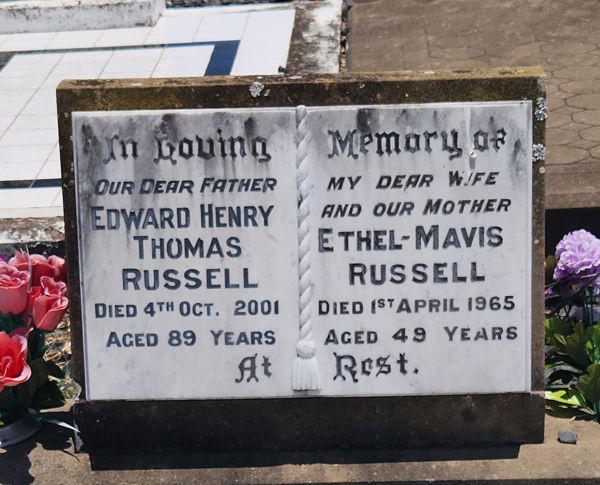 In Loving Memory of
OUR DEAR FATHER
EDWARD HENRY
THOMAS
RUSSELL
DIED 4TH OCT. 2001
AGED 89 YEARS
MY DEAR WIFE
AND OUR MOTHER
ETHEL-MAVIS
RUSSELL
DIED 1ST APRIL 1965
AGED 49 YEARS
At Rest.